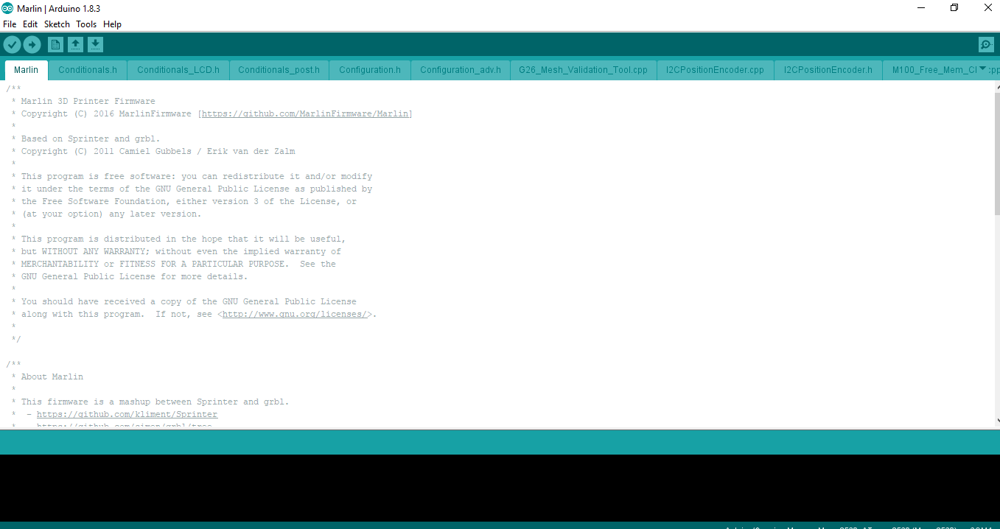 Marlin | Arduino 1.8.3
File Edit Sketch Tools Help
Marlin Conditionals.h Conditionals_LCD.h Conditionals_post.h Configuration.h Configuration_adv.h G26_Mesh_Validation_Tool.cpp I2CPositionEncoder.cpp I2CPositionEncoder.h M100_Free_Mem_Cl
/**
* Marlin 3D Printer Firmware
* Copyright (C) 2016 MarlinFirmware [https://github.com/MarlinFirmware/Marlin]
*
* Based on Sprinter and grbl.
* Copyright (C) 2011 Camiel Gubbels / Erik van der Zalm
*
* This program is free software: you can redistribute it and/or modify
* it under the terms of the GNU General Public License as published by
* the Free Software Foundation, either version 3 of the License, or
* (at your option) any later version.
*
* This program is distributed in the hope that it will be useful,
* but WITHOUT ANY WARRANTY; without even the implied warranty of
* MERCHANTABILITY or FITNESS FOR A PARTICULAR PURPOSE.  See the
* GNU General Public License for more details.
*
* You should have received a copy of the GNU General Public License
* along with this program.  If not, see <http://www.gnu.org/licenses/>.
*
*/
/**
* About Marlin
*
* This firmware is a mashup between Sprinter and grbl.
*  - https://github.com/kliment/Sprinter
*  - https://github.com/simen/grbl/tree